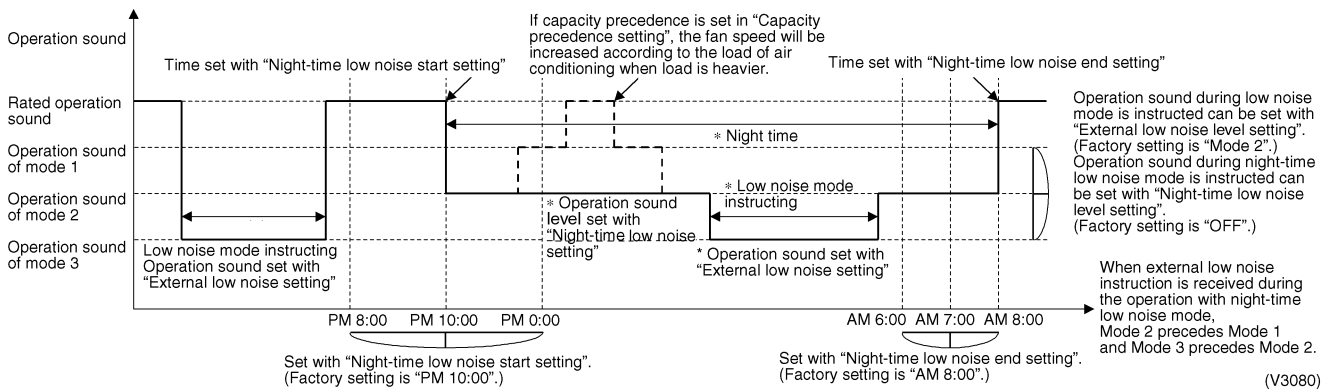 Operation sound
If capacity precedence is set in “Capacity
precedence setting”, the fan speed will be
increased according to the load of air
conditioning when load is heavier.
Time set with “Night-time low noise start setting”
Time set with “Night-time low noise end setting”
Rated operation
sound
Operation sound
of mode 1
Operation sound
of mode 2
Operation sound
of mode 3
* Night time
* Low noise mode
instructing
* Operation sound
level set with
“Night-time low noise
setting”
Low noise mode instructing
Operation sound set with
“External low noise setting”
* Operation sound set with
“External low noise setting”
Operation sound during low noise
mode is instructed can be set with
“External low noise level setting”.
(Factory setting is “Mode 2”.)
Operation sound during night-time
low noise mode is instructed can
be set with “Night-time low noise
level setting”.
(Factory setting is “OFF”.)
When external low noise
instruction is received during
the operation with night-time
low noise mode,
Mode 2 precedes Mode 1
and Mode 3 precedes Mode 2.
PM 8:00 PM 10:00 PM 0:00
AM 6:00 AM 7:00 AM 8:00
Set with “Night-time low noise start setting”.
(Factory setting is “PM 10:00”.)
Set with “Night-time low noise end setting”.
(Factory setting is “AM 8:00”.)
(V3080)